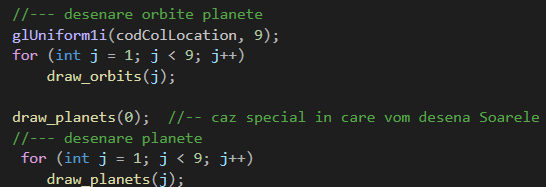 //--- desenare orbite planete
glUniform1i(codColLocation, 9);
for (int j = 1; j < 9; j++)
draw_orbits(j);
draw_planets(0); //-- caz special in care vom desena Soarele
//--- desenare planete
for (int j = 1; j < 9; j++)
draw_planets(j);